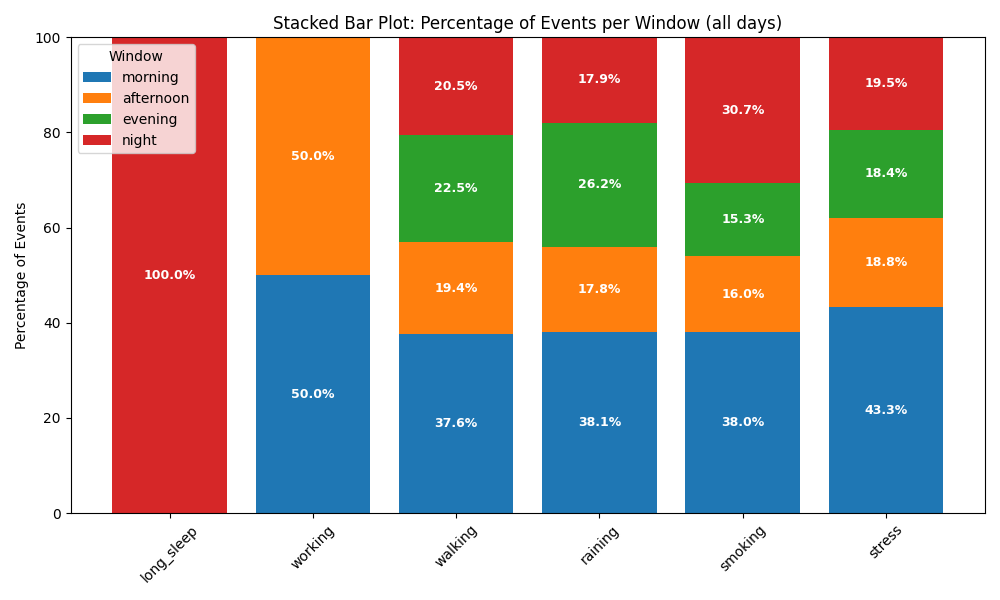 Stacked Bar Plot: Percentage of Events per Window (all days)
Percentage of Events
100
80
60
40
20
0
Window
morning
afternoon
evening
night
100.0%
50.0%
50.0%
20.5%
22.5%
19.4%
37.6%
17.9%
26.2%
17.8%
38.1%
30.7%
15.3%
16.0%
38.0%
19.5%
18.4%
18.8%
43.3%
long_sleep
working
walking
raining
smoking
stress